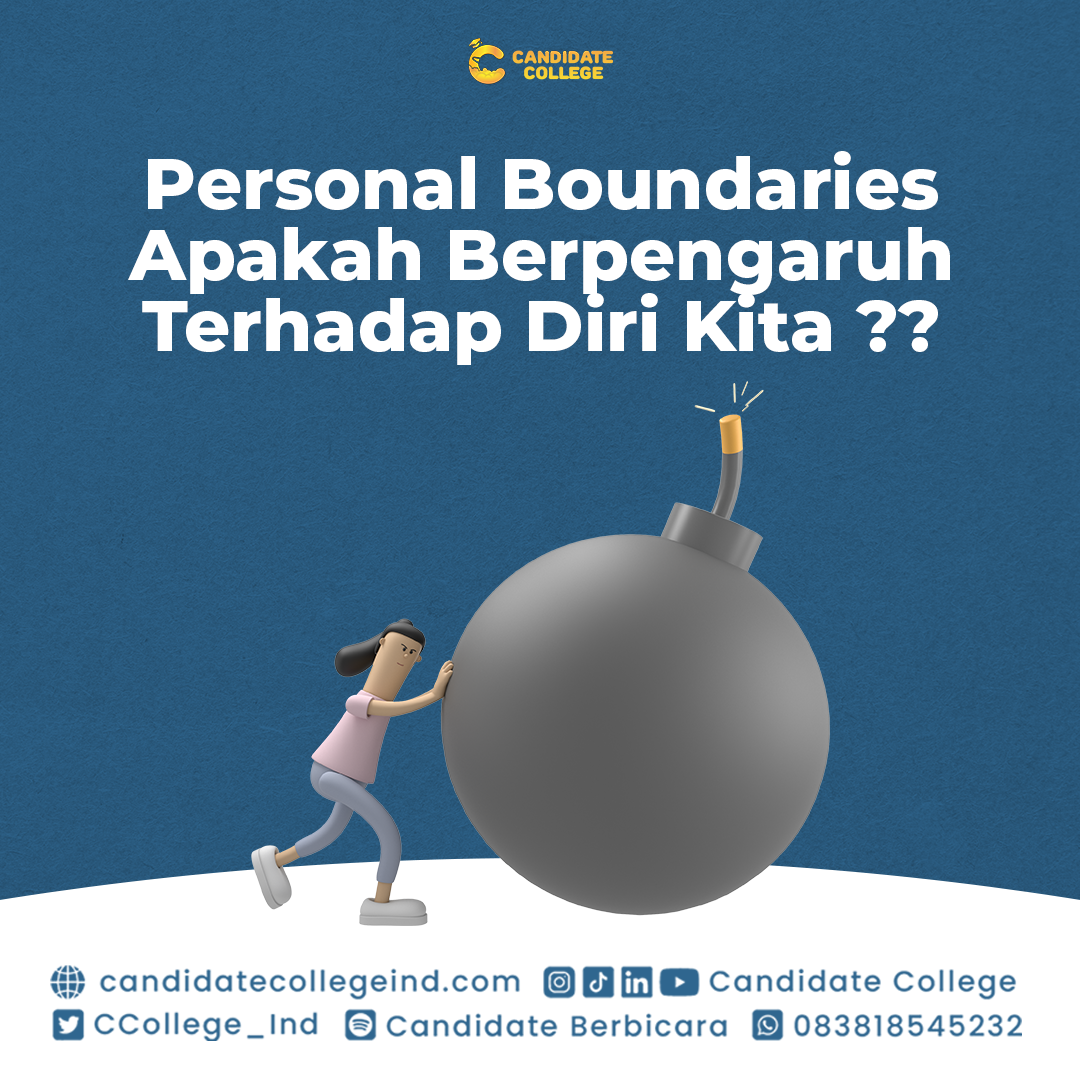 CANDIDATE
COLLEGE
Personal Boundaries
Apakah Berpengaruh
Terhadap Diri Kita ??
candidatecollegeind.com Candidate College
CCollege_Ind Candidate Berbicara 083818545232